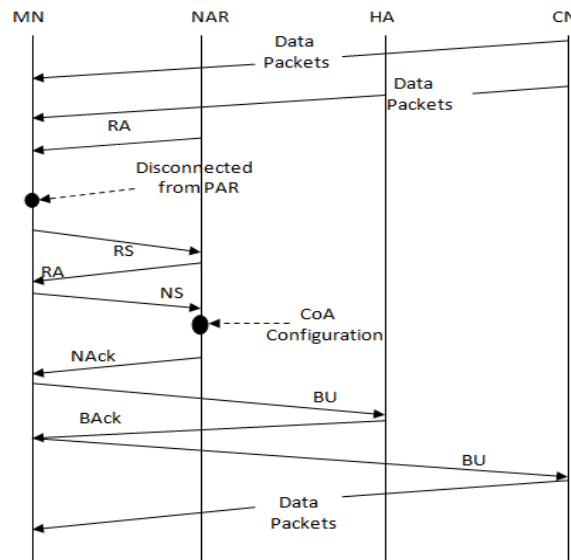 MN NAR HA CN
Data
Packets
Data
Packets
RA
Disconnected
from PAR
RS
RA
NS
CoA
Configuration
NAck
BU
BAck
BU
Data
Packets